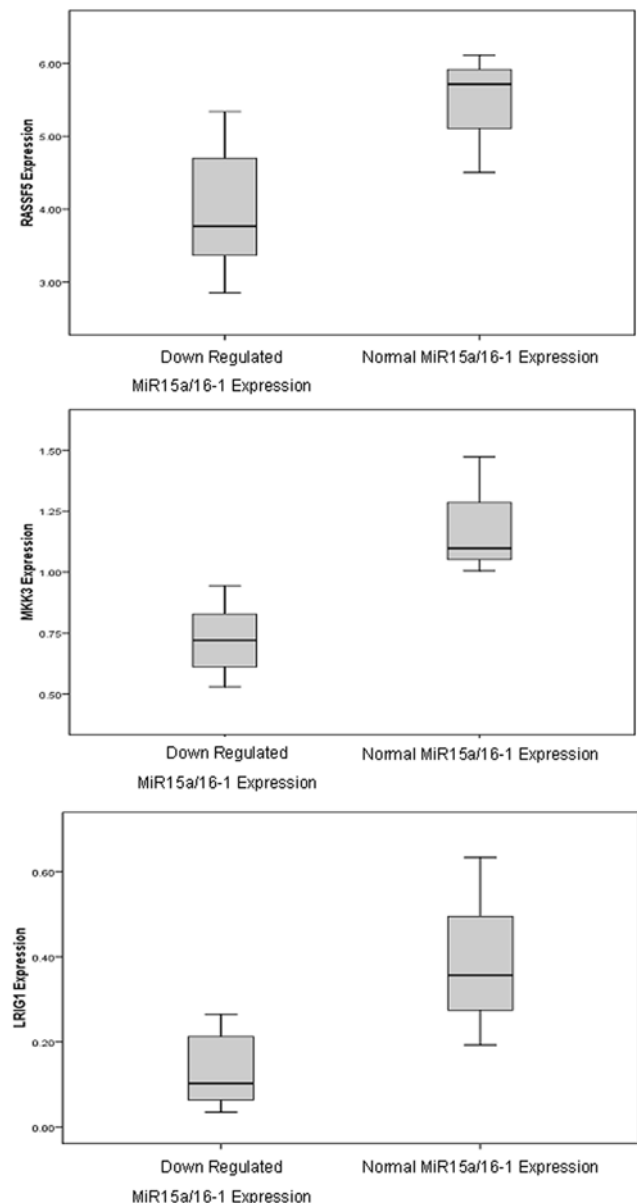 RASSF5 Expression
6.00
5.00
4.00
3.00
Down Regulated
MiR15a/16-1 Expression
Normal MiR15a/16-1 Expression
MKK3 Expression
1.50
1.25
1.00
0.75
0.50
Down Regulated
MiR15a/16-1 Expression
Normal MiR15a/16-1 Expression
LRIG1 Expression
0.60
0.40
0.20
0.00
Down Regulated
MiR15a/16-1 Expression
Normal MiR15a/16-1 Expression